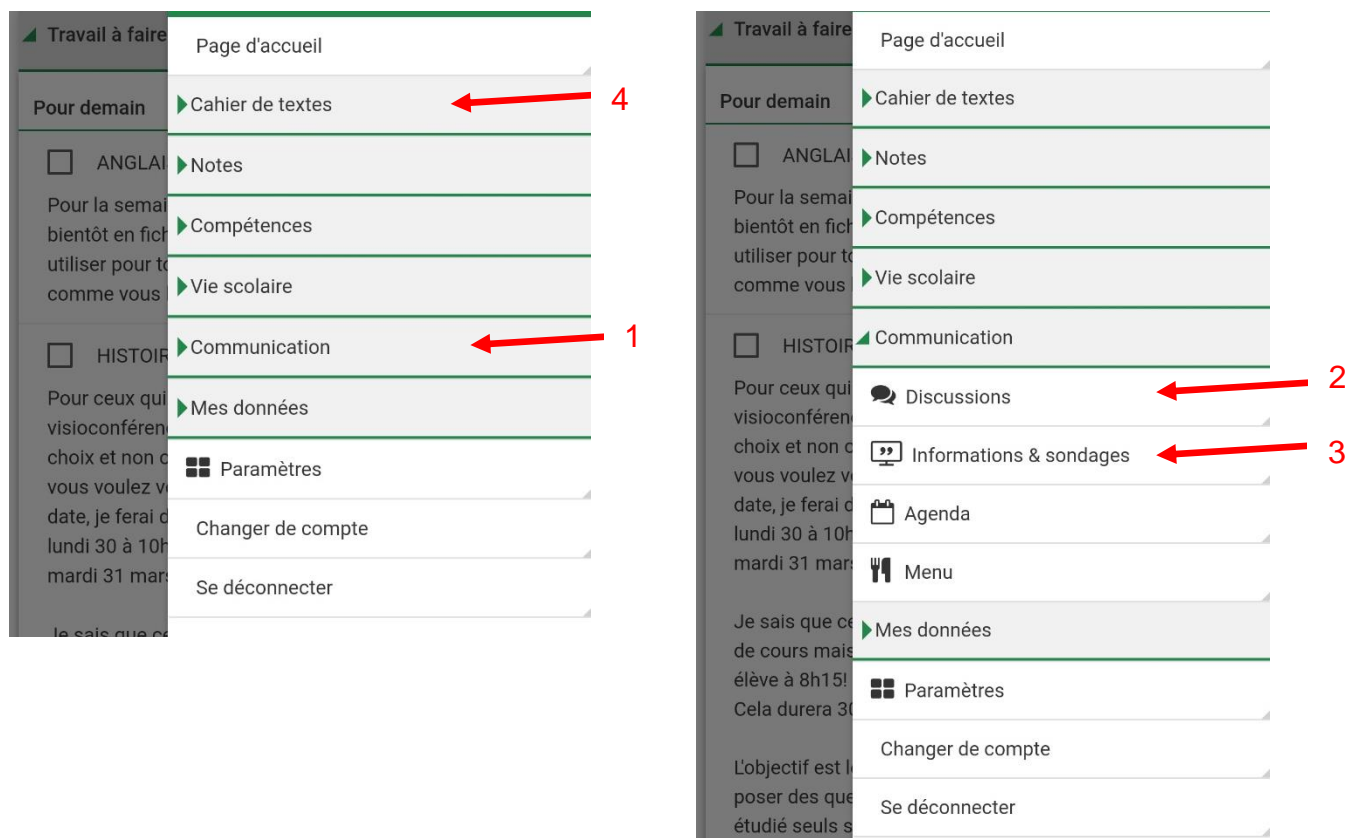 Travail à faire
Page d'accueil
Pour demain
Cahier de textes
4
ANGLAI
Notes
Pour la semai
bientôt en fich
Compétences
utiliser pour to
comme vous
Vie scolaire
HISTOIR
Communication
1
Pour ceux qui
Mes données
visioconféren
choix et non c
Paramètres
vous voulez v
date, je ferai d
Changer de compte
lundi 30 à 10h
mardi 31 mars
Se déconnecter
Je sais que ce
Travail à faire
Page d'accueil
Pour demain
Cahier de textes
ANGLAI
Notes
Pour la semai
bientôt en fich
Compétences
utiliser pour to
comme vous
Vie scolaire
HISTOIR
Communication
Pour ceux qui
Discussions
2
visioconféren
choix et non c
Informations & sondages
3
vous voulez v
date, je ferai d
Agenda
lundi 30 à 10h
mardi 31 mars
Menu
Je sais que ce
Mes données
de cours mais
élève à 8h15!
Paramètres
Cela durera 30
Changer de compte
L'objectif est l
poser des que
Se déconnecter
étudié seuls s